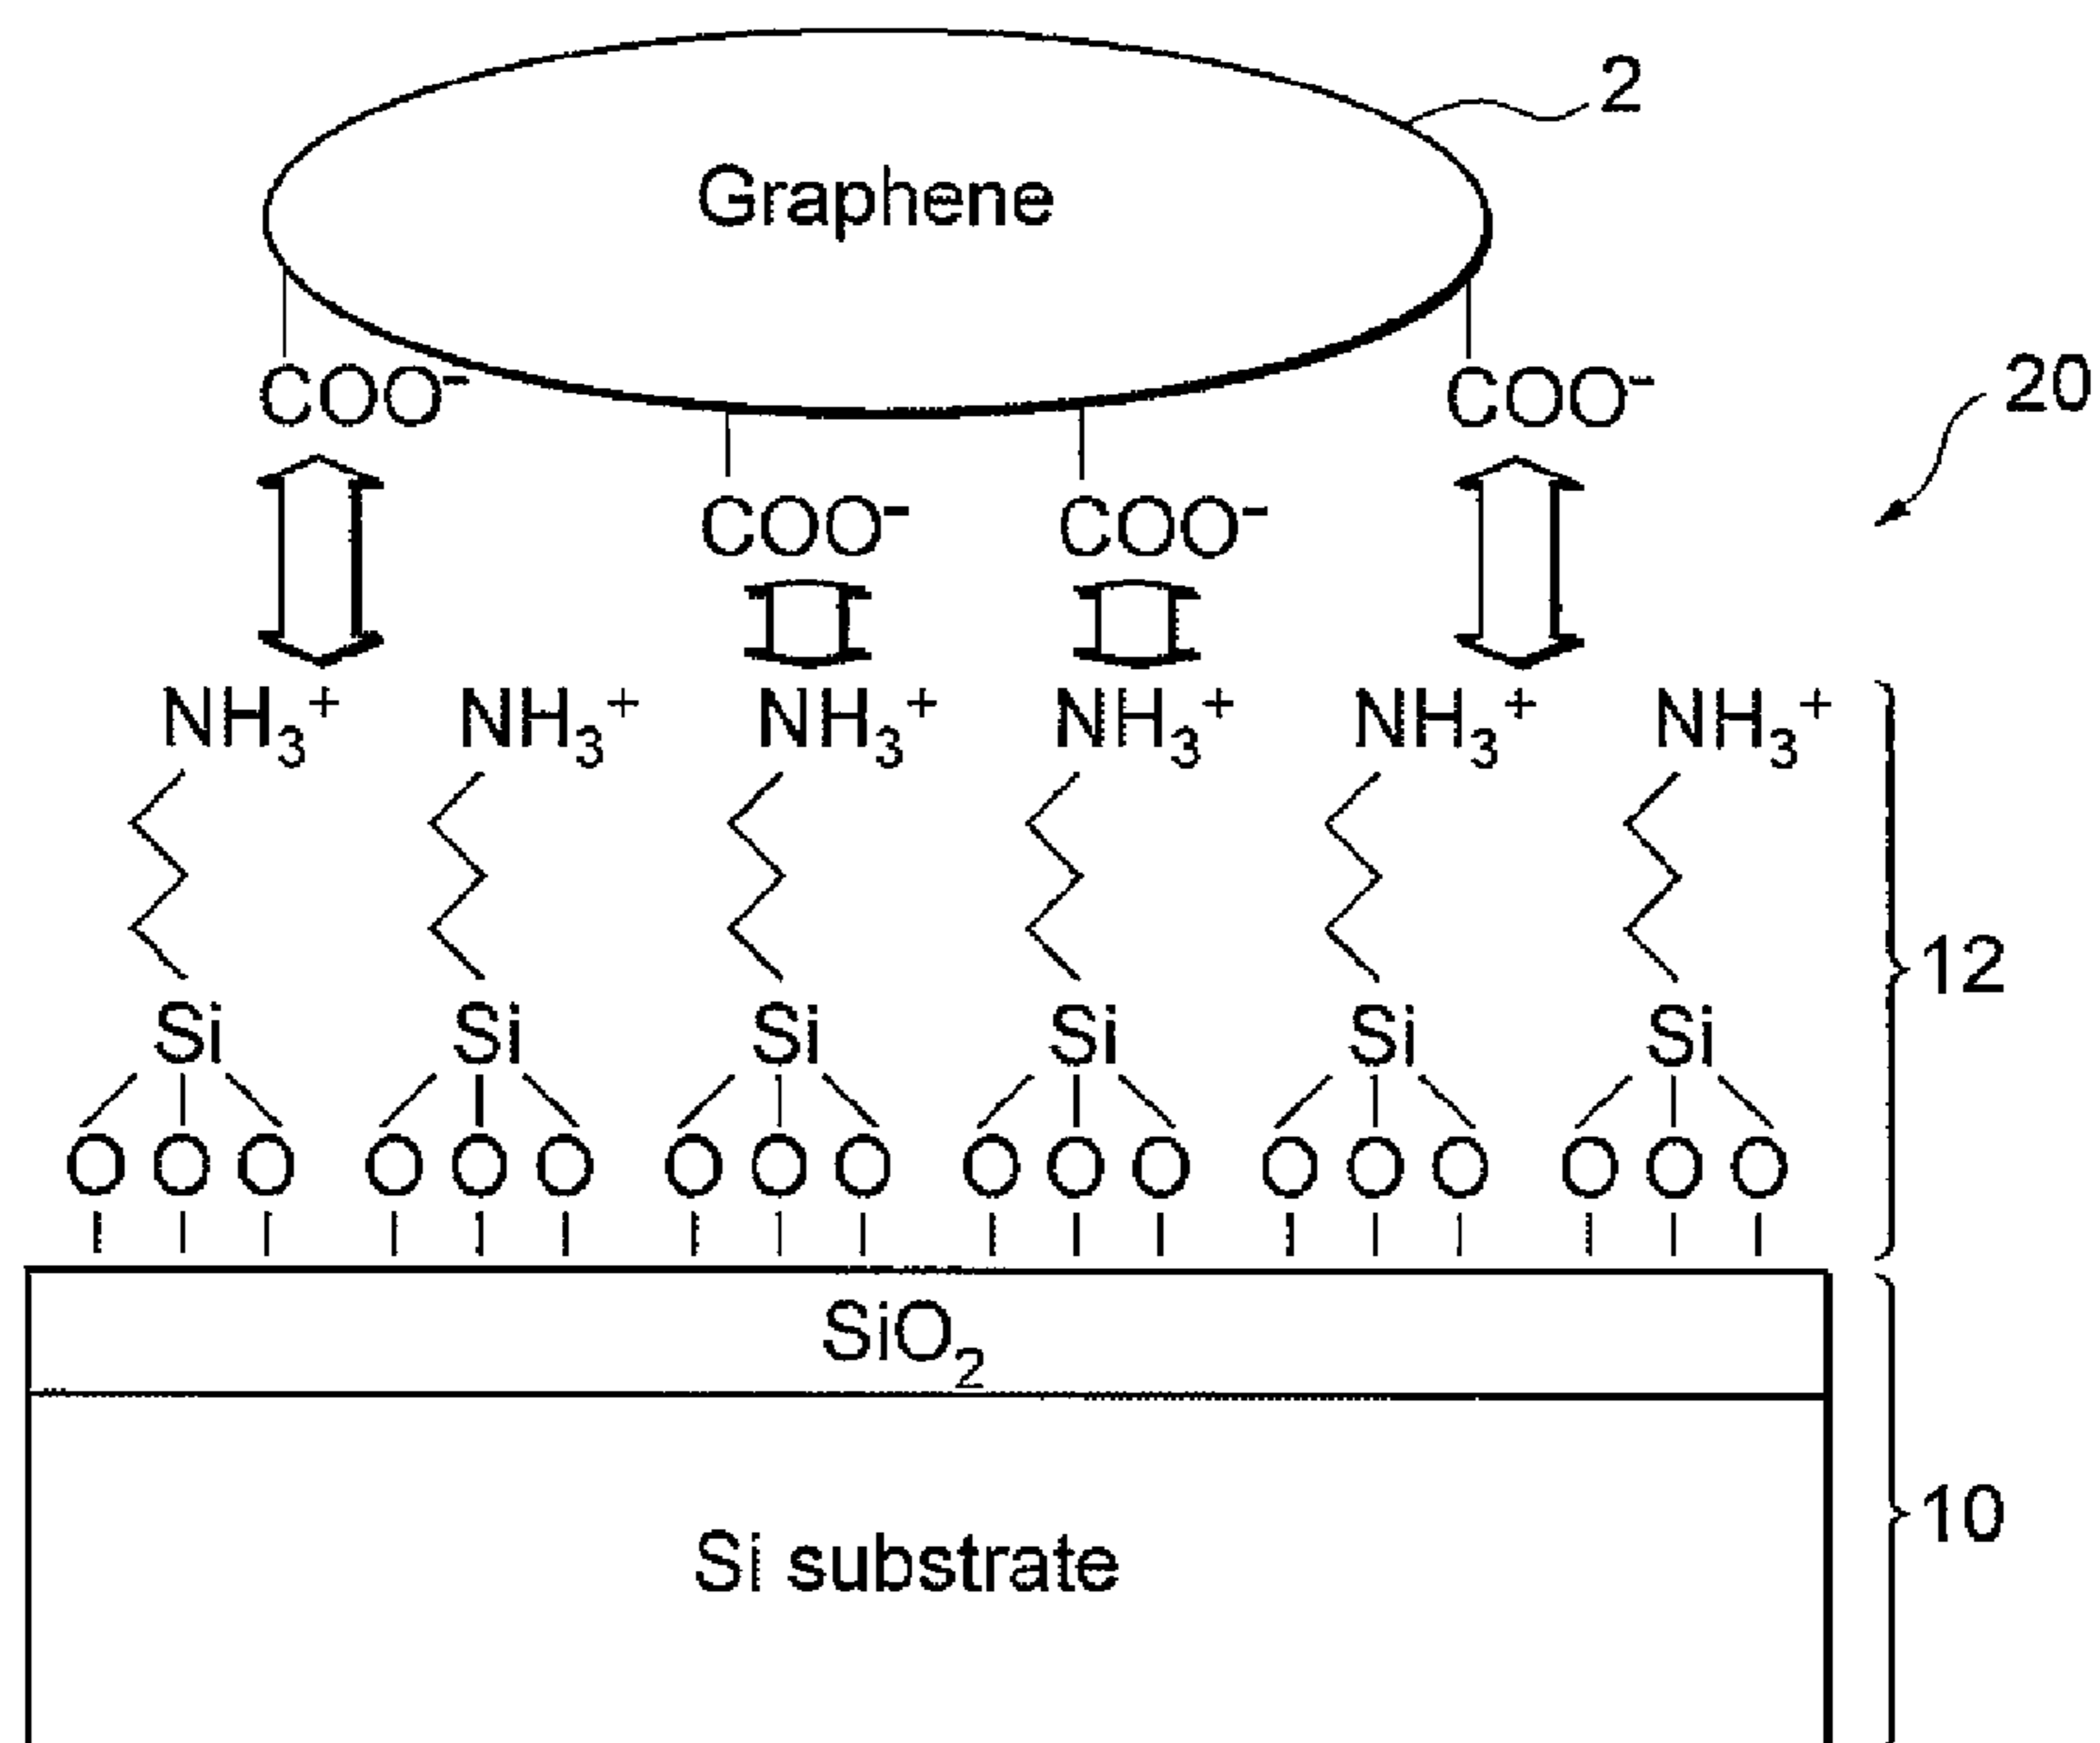 2
Graphene
COO⁻ COO⁻
20
COO⁻ COO⁻
NH₃⁺ NH₃⁺ NH₃⁺ NH₃⁺ NH₃⁺ NH₃⁺
12
Si Si Si Si Si Si
O O O O O O O O O O O O O O O O O O
SiO₂
10
Si substrate